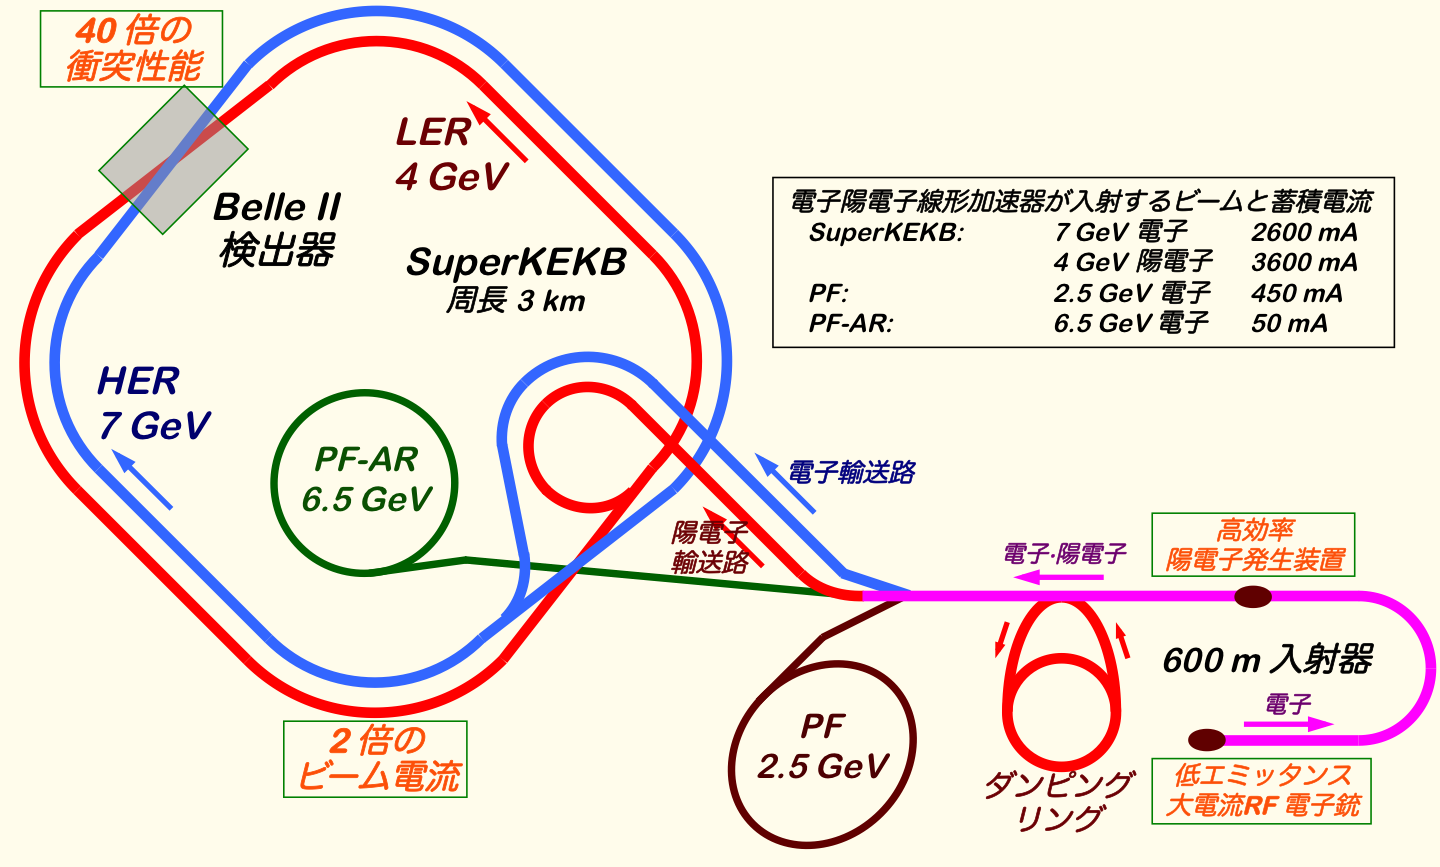 40 倍の
衝突性能
LER
4 GeV
Belle II
検出器
SuperKEKB
周長 3 km
電子陽電子線形加速器が入射するビームと蓄積電流
SuperKEKB: 7 GeV 電子 2600 mA
4 GeV 陽電子 3600 mA
PF: 2.5 GeV 電子 450 mA
PF-AR: 6.5 GeV 電子 50 mA
HER
7 GeV
PF-AR
6.5 GeV
電子輸送路
陽電子
輸送路
電子·陽電子
高効率
陽電子発生装置
600 m 入射器
電子
2 倍の
ビーム電流
PF
2.5 GeV
ダンピング
リング
低エミッタンス
大電流RF 電子銃